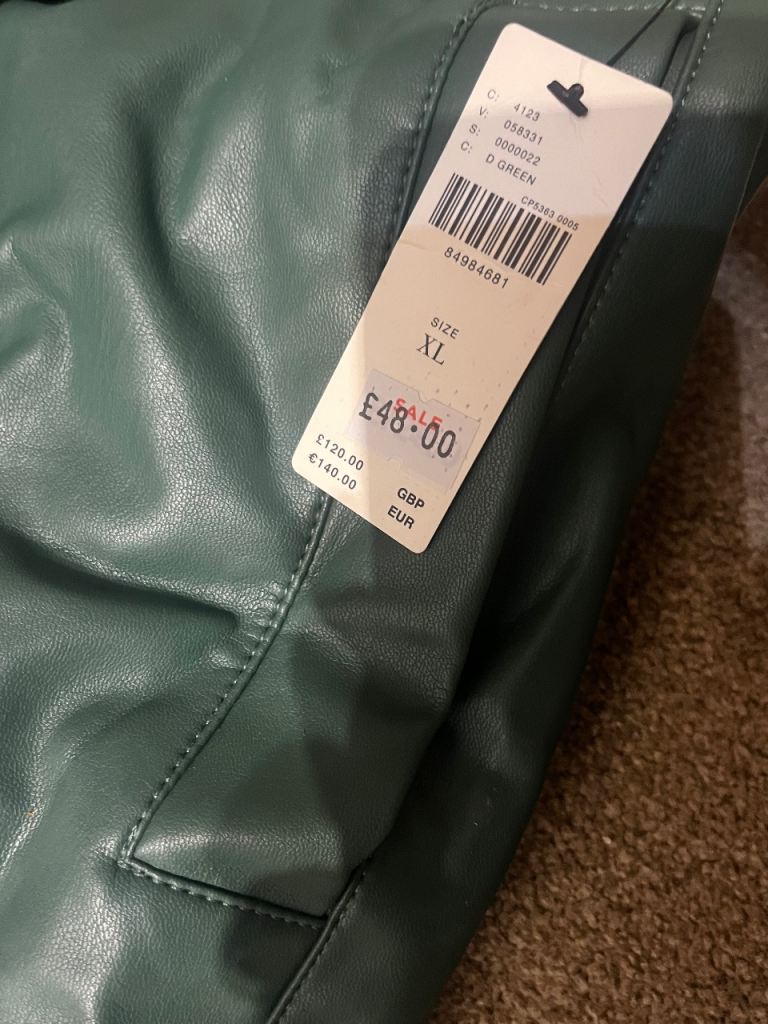 C: 4123
V: 058331
S: 0000022
C: D GREEN
CP5363 0005
84984681
SIZE
XL
SALE
£48.00
£120.00 GBP
€140.00 EUR